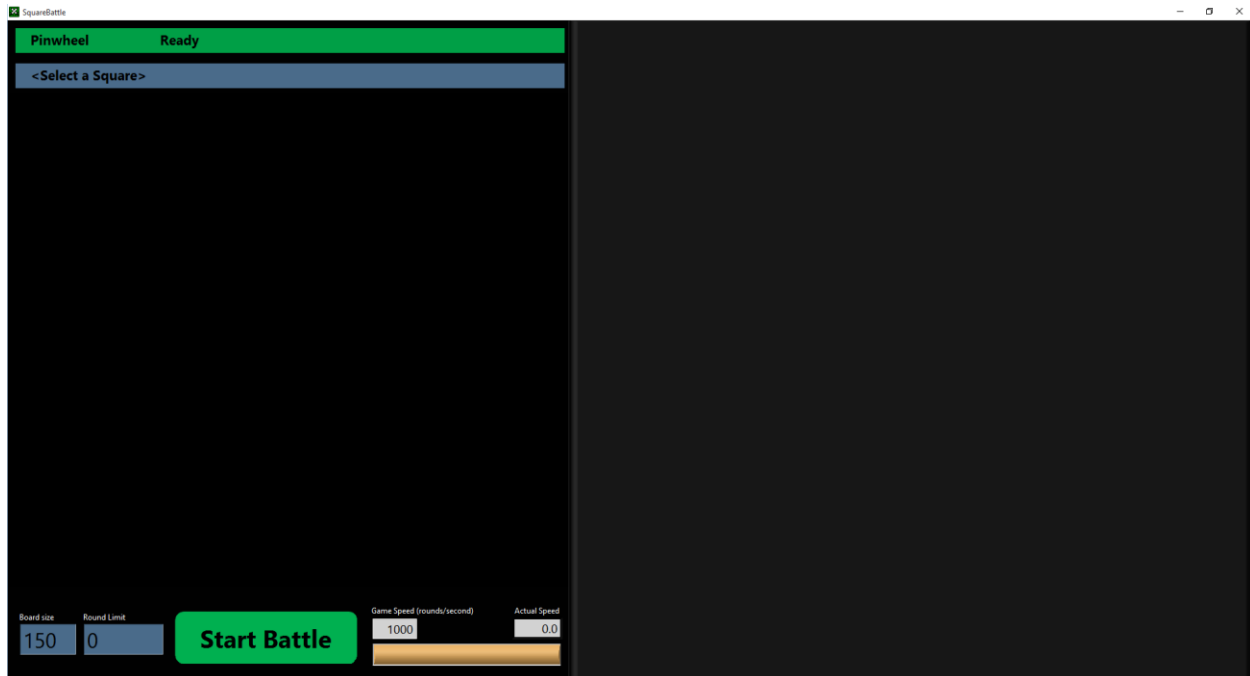 SquareBattle
Pinwheel Ready
<Select a Square>
Board size Round Limit
150 0
Start Battle
Game Speed (rounds/second) Actual Speed
1000 0.0